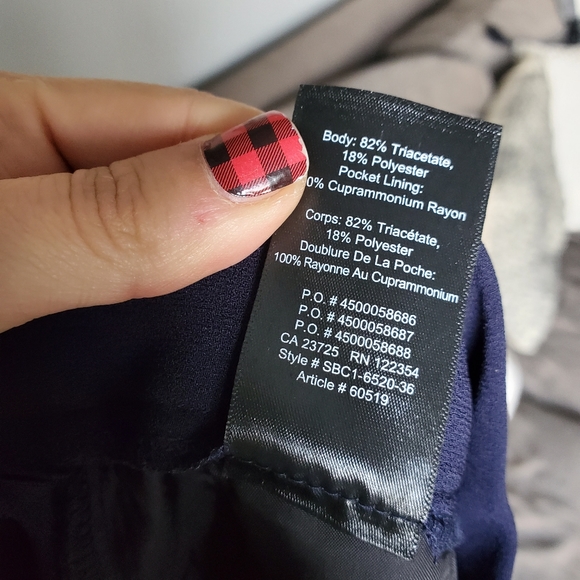 Body: 82% Triacetate,
18% Polyester
Pocket Lining:
0% Cuprammonium Rayon
Corps: 82% Triacétate,
18% Polyester
Doublure De La Poche:
100% Rayonne Au Cuprammonium
P.O. # 4500058686
P.O. # 4500058687
P.O. # 4500058688
CA 23725 RN 122354
Style # SBC1-6520-36
Article # 60519